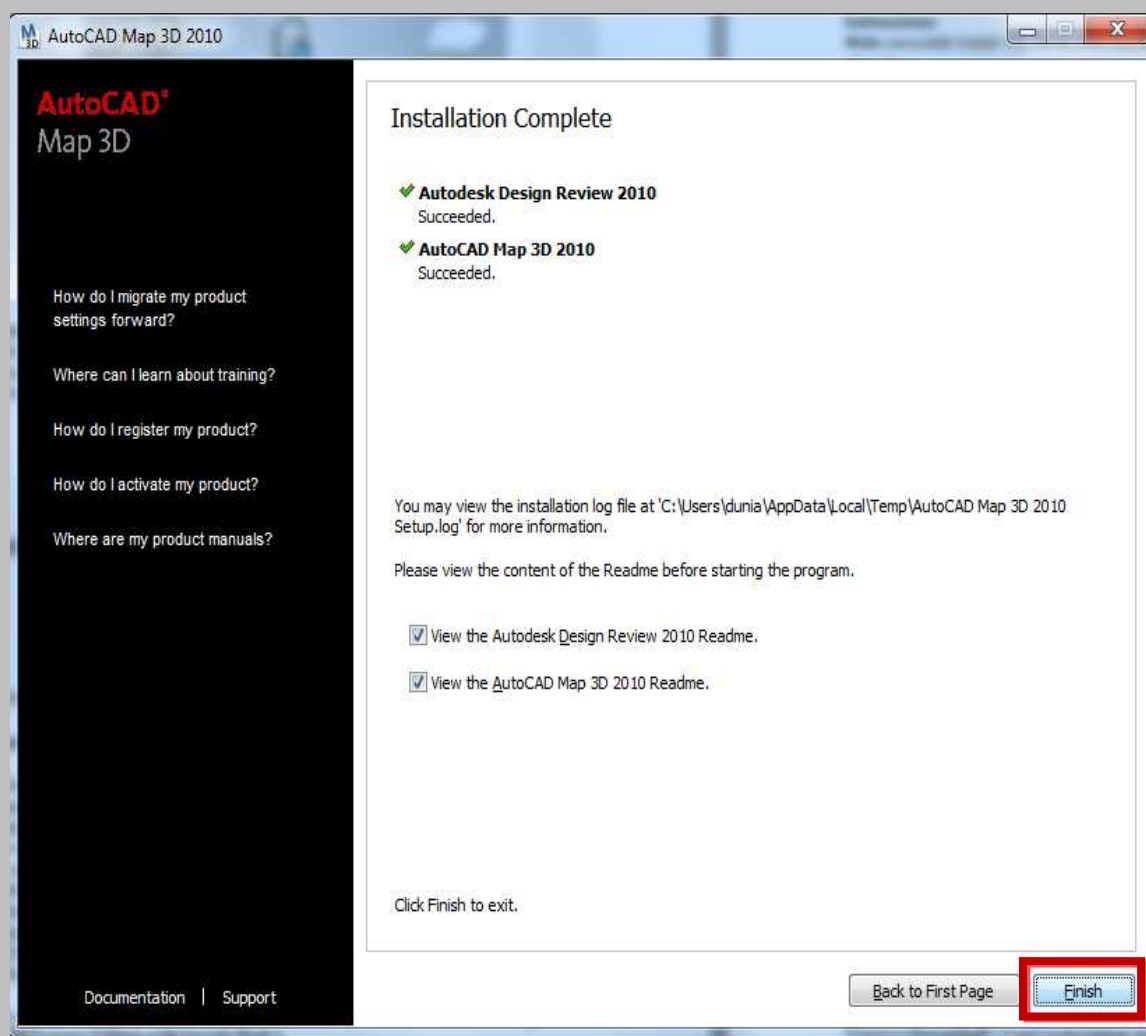 AutoCAD Map 3D 2010
AutoCAD®
Map 3D
How do I migrate my product
settings forward?
Where can I learn about training?
How do I register my product?
How do I activate my product?
Where are my product manuals?
Documentation | Support
Installation Complete
Autodesk Design Review 2010
Succeeded.
AutoCAD Map 3D 2010
Succeeded.
You may view the installation log file at 'C:\Users\dunia\AppData\Local\Temp\AutoCAD Map 3D 2010
Setup.log' for more information.
Please view the content of the Readme before starting the program.
View the Autodesk Design Review 2010 Readme.
View the AutoCAD Map 3D 2010 Readme.
Click Finish to exit.
Back to First Page
Finish